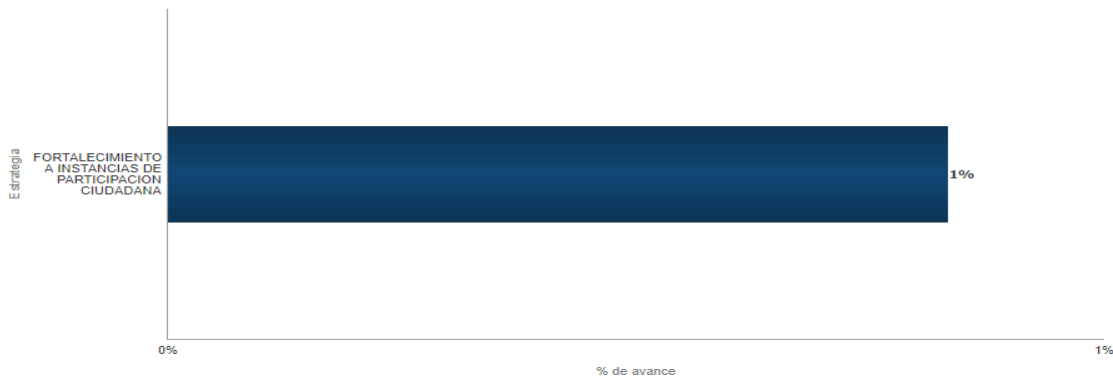 Estrategia
FORTALECIMIENTO
A INSTANCIAS DE
PARTICIPACION
CIUDADANA
1%
0%
1%
% de avance